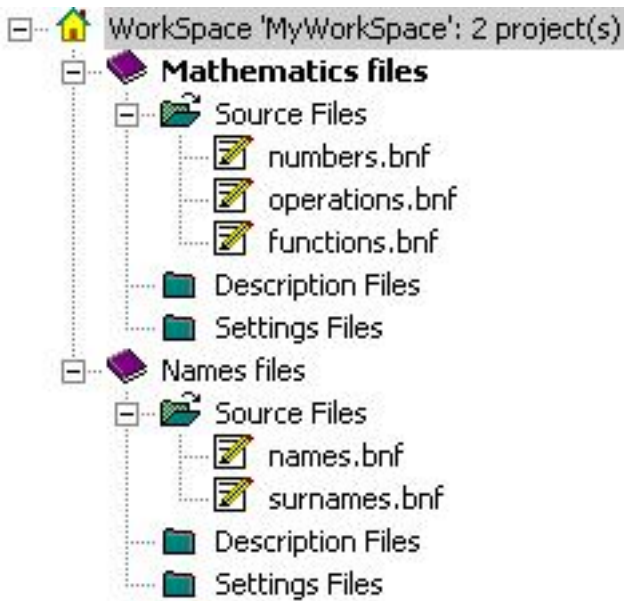 WorkSpace 'MyWorkSpace': 2 project(s)
Mathematics files
Source Files
numbers.bnf
operations.bnf
functions.bnf
Description Files
Settings Files
Names files
Source Files
names.bnf
surnames.bnf
Description Files
Settings Files